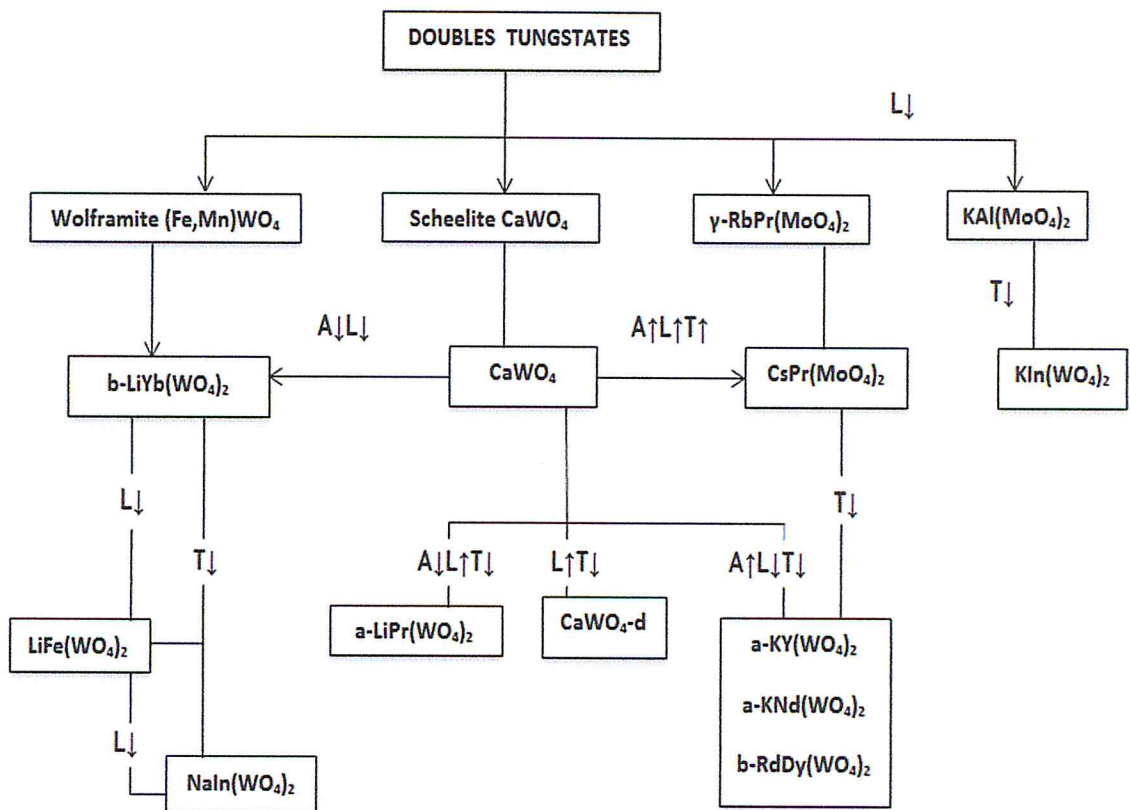 DOUBLES TUNGSTATES
L↓
Wolframite (Fe,Mn)WO₄
Scheelite CaWO₄
γ-RbPr(MoO₄)₂
KAl(MoO₄)₂
T↓
A↓L↓
A↑L↑T↑
b-LiYb(WO₄)₂
CaWO₄
CsPr(MoO₄)₂
KIn(WO₄)₂
L↓
T↓
T↓
A↓L↑T↓
L↑T↓
A↑L↓T↓
LiFe(WO₄)₂
a-LiPr(WO₄)₂
CaWO₄-d
a-KY(WO₄)₂
a-KNd(WO₄)₂
b-RdDy(WO₄)₂
L↓
NaIn(WO₄)₂